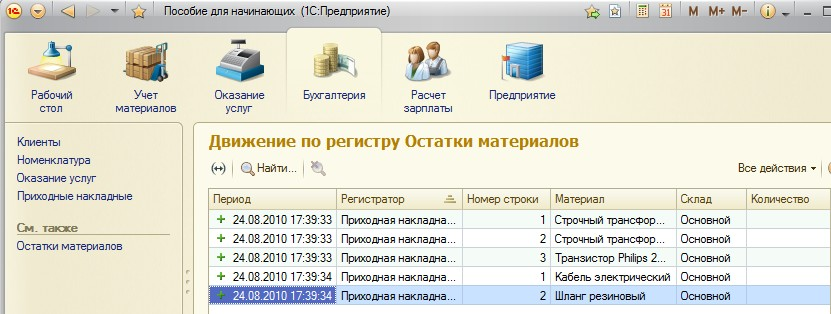 1С Пособие для начинающих (1С:Предприятие) 31 M M+ M-
Рабочий стол
Учет материалов
Оказание услуг
Бухгалтерия
Расчет зарплаты
Предприятие
Клиенты
Номенклатура
Оказание услуг
Приходные накладные
См. также
Остатки материалов
Движение по регистру Остатки материалов
Найти... Все действия
Период Регистратор Номер строки Материал Склад Количество
24.08.2010 17:39:33 Приходная накладна... 1 Строчный трансфор... Основной
24.08.2010 17:39:33 Приходная накладна... 2 Строчный трансфор... Основной
24.08.2010 17:39:33 Приходная накладна... 3 Транзистор Philips 2... Основной
24.08.2010 17:39:34 Приходная накладна... 1 Кабель электрический Основной
24.08.2010 17:39:34 Приходная накладна... 2 Шланг резиновый Основной